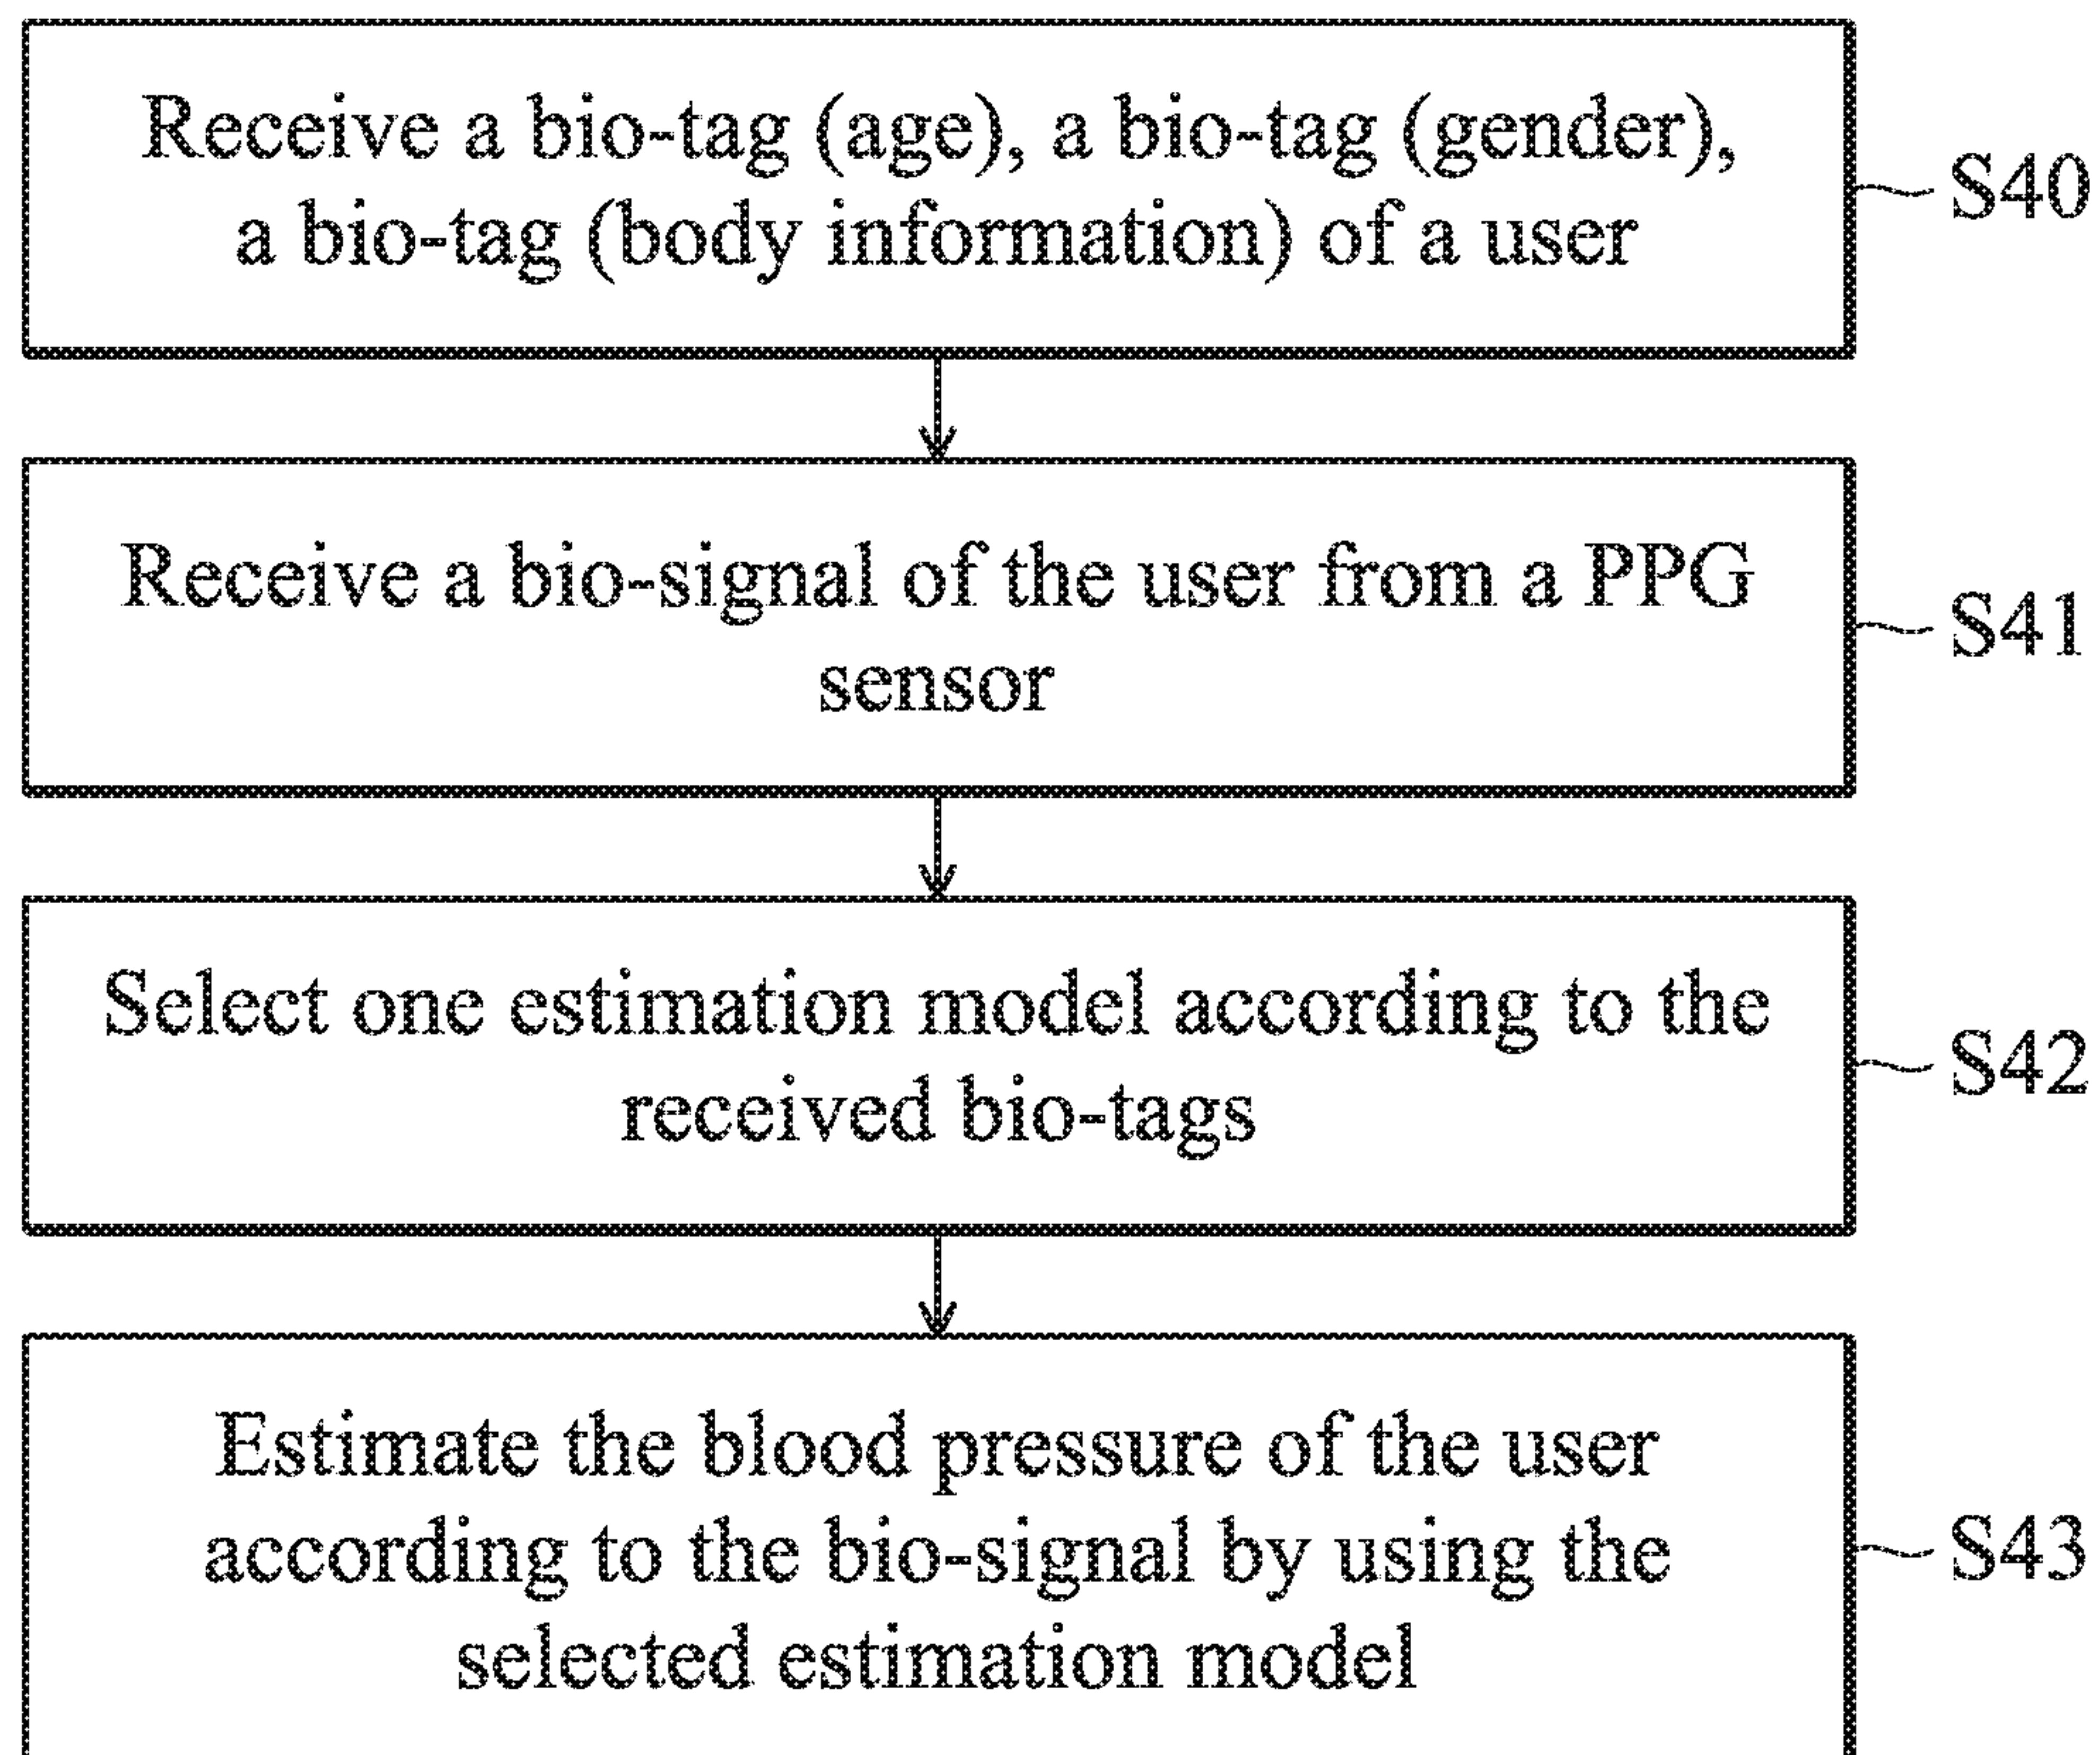 Receive a bio-tag (age), a bio-tag (gender),
a bio-tag (body information) of a user
S40
Receive a bio-signal of the user from a PPG
sensor
S41
Select one estimation model according to the
received bio-tags
S42
Estimate the blood pressure of the user
according to the bio-signal by using the
selected estimation model
S43